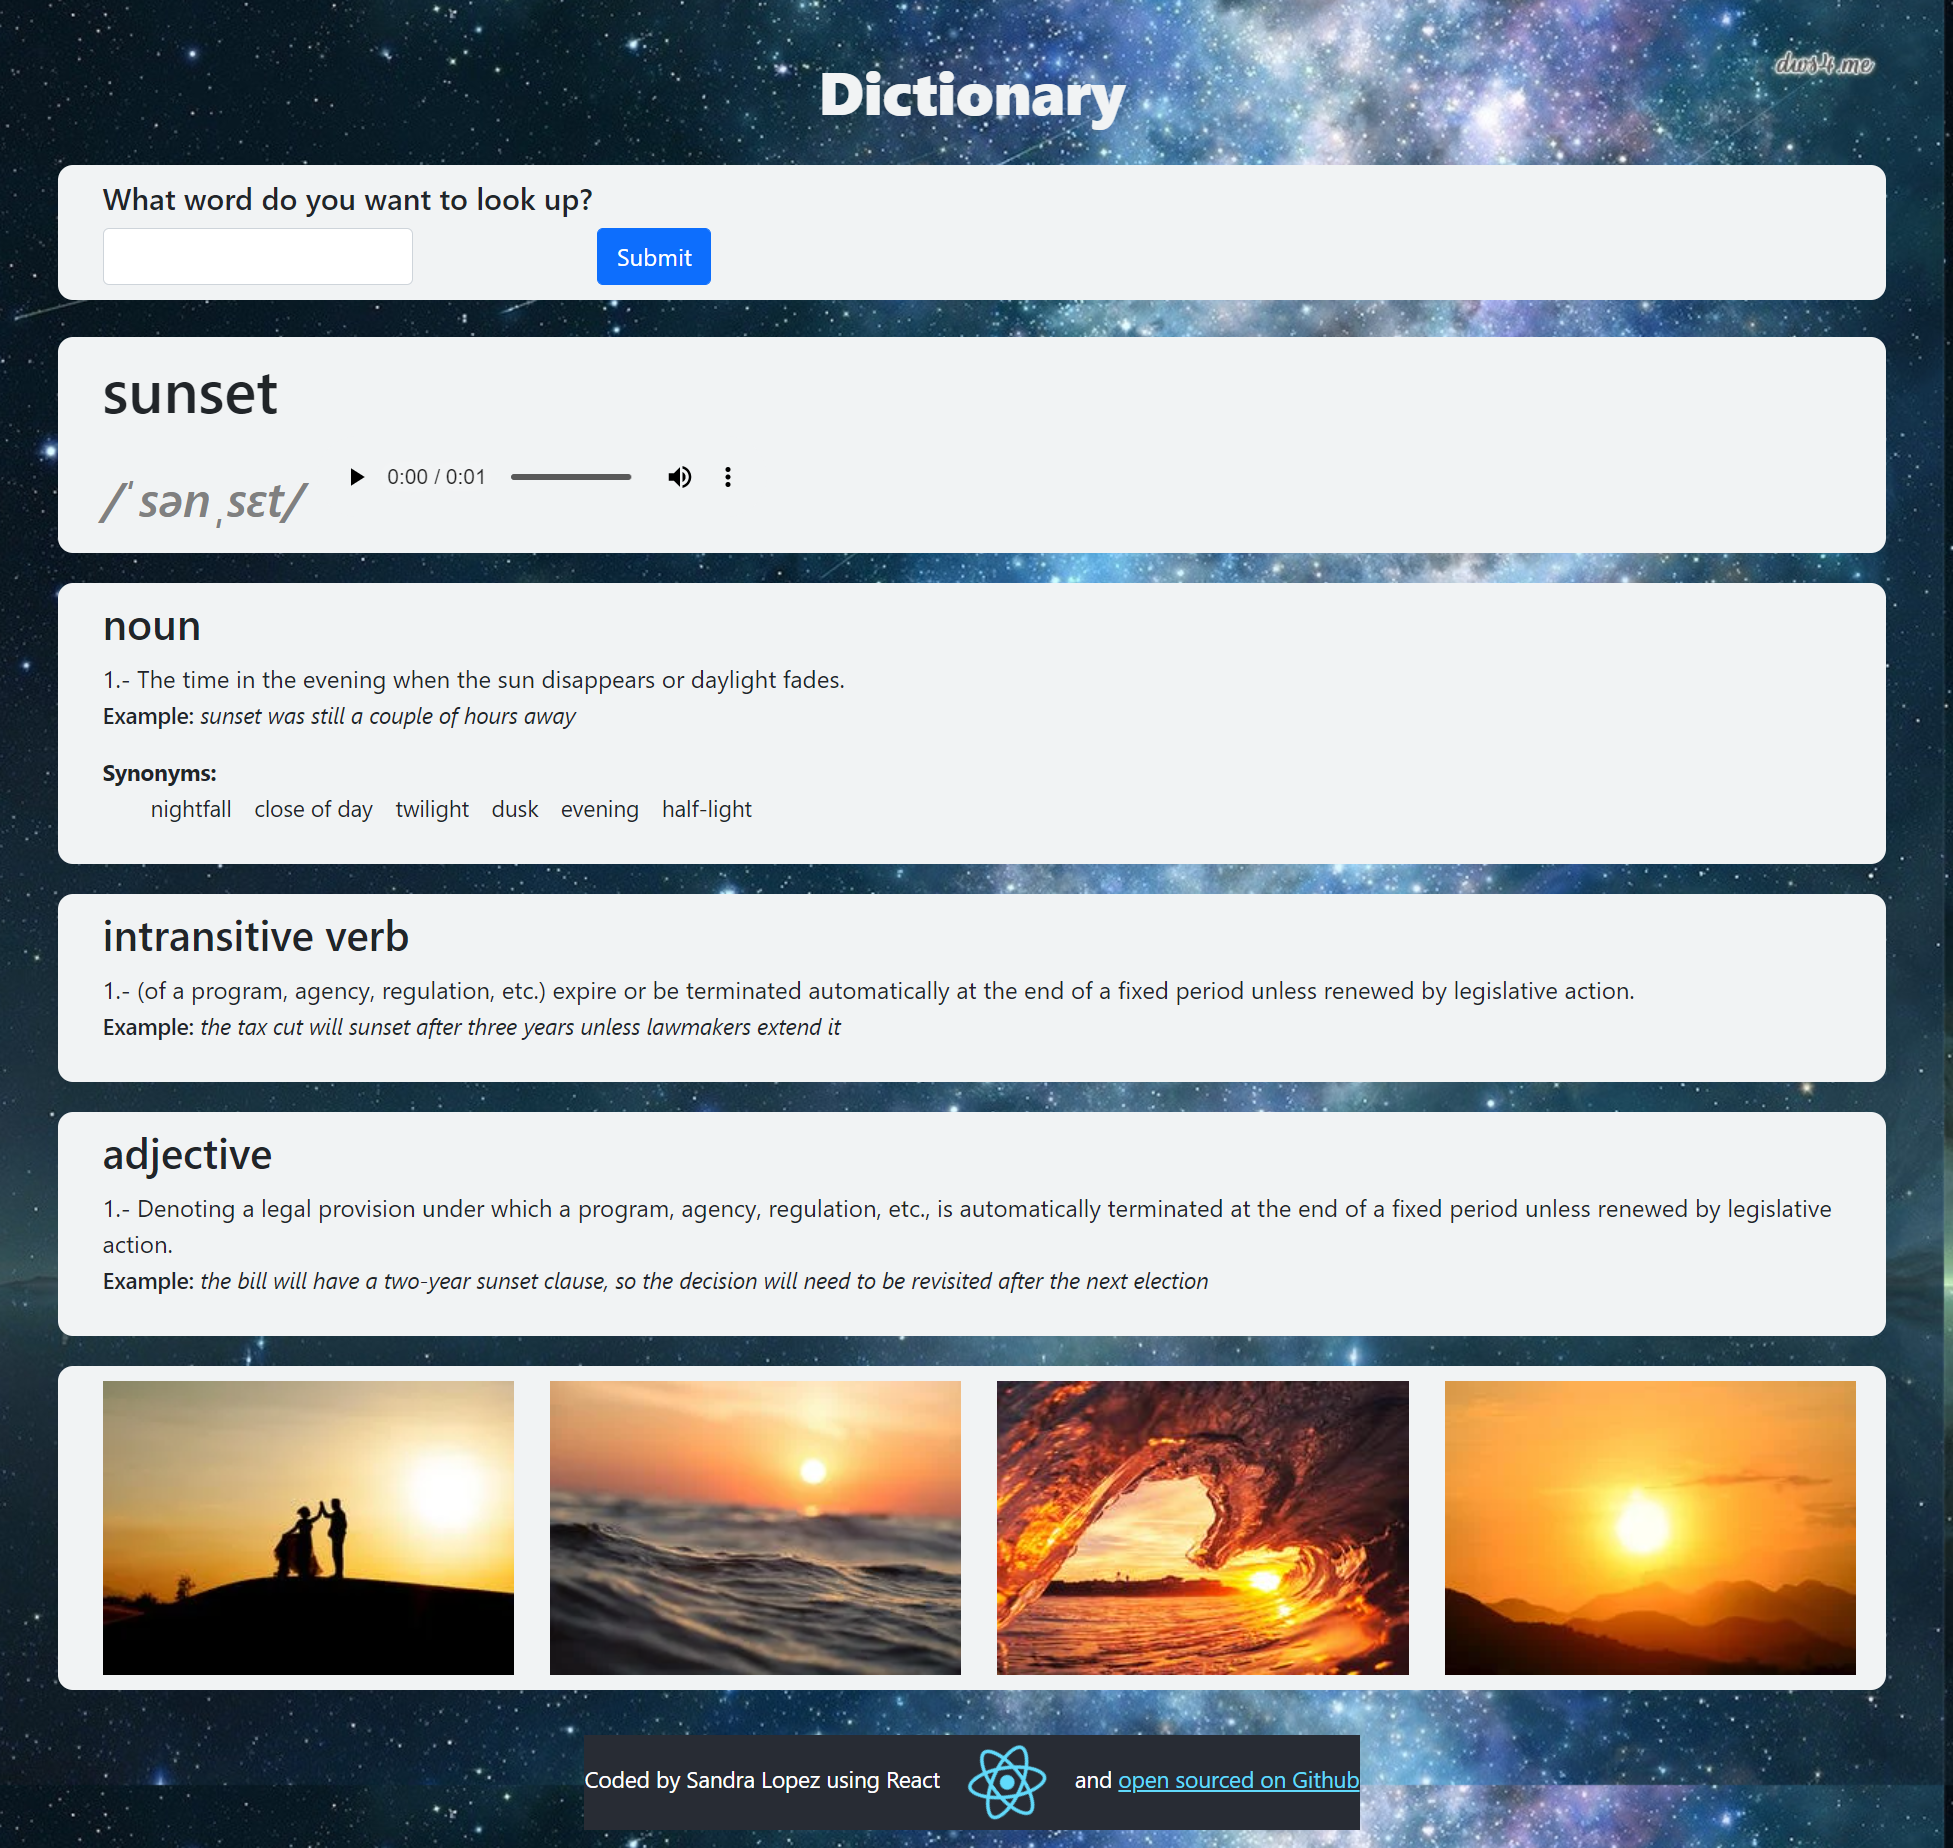 dws4.me
Dictionary
What word do you want to look up?
Submit
sunset
/ˈsənˌsɛt/
0:00 / 0:01
noun
1.- The time in the evening when the sun disappears or daylight fades.
Example: sunset was still a couple of hours away
Synonyms:
nightfall close of day twilight dusk evening half-light
intransitive verb
1.- (of a program, agency, regulation, etc.) expire or be terminated automatically at the end of a fixed period unless renewed by legislative action.
Example: the tax cut will sunset after three years unless lawmakers extend it
adjective
1.- Denoting a legal provision under which a program, agency, regulation, etc., is automatically terminated at the end of a fixed period unless renewed by legislative
action.
Example: the bill will have a two-year sunset clause, so the decision will need to be revisited after the next election
Coded by Sandra Lopez using React and open sourced on Github